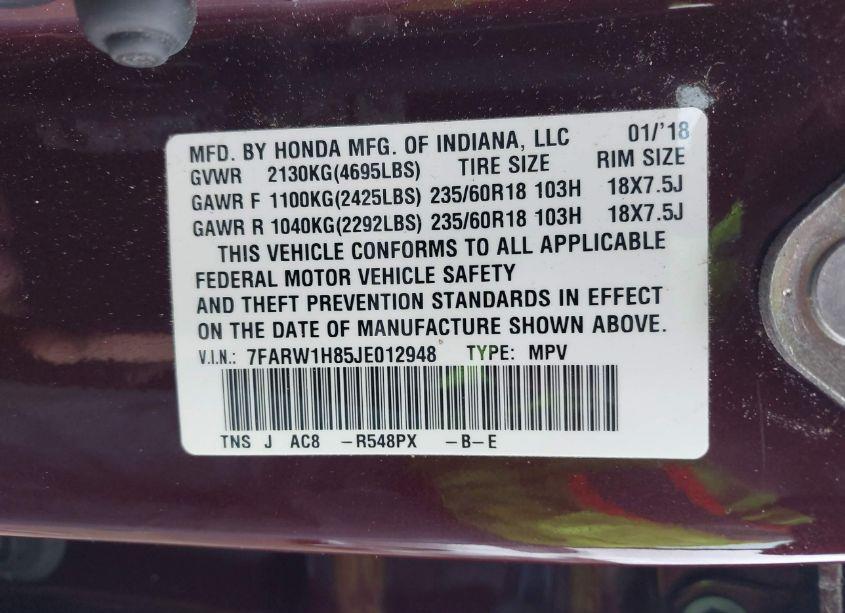 MFD. BY HONDA MFG. OF INDIANA, LLC 01/'18
GVWR 2130KG(4695LBS) TIRE SIZE RIM SIZE
GAWR F 1100KG(2425LBS) 235/60R18 103H 18X7.5J
GAWR R 1040KG(2292LBS) 235/60R18 103H 18X7.5J
THIS VEHICLE CONFORMS TO ALL APPLICABLE
FEDERAL MOTOR VEHICLE SAFETY
AND THEFT PREVENTION STANDARDS IN EFFECT
ON THE DATE OF MANUFACTURE SHOWN ABOVE.
V.I.N.: 7FARW1H85JE012948 TYPE: MPV
TNS J AC8 -R548PX -B-E